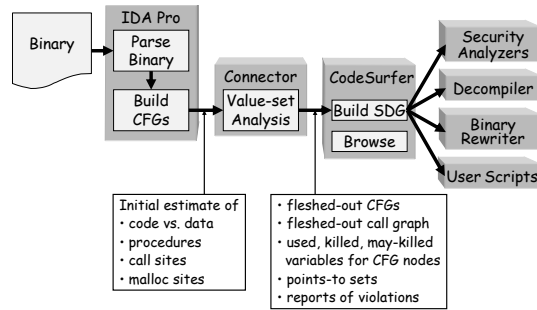 IDA Pro
Binary
Parse
Binary
Build
CFGs
Connector
Value-set
Analysis
CodeSurfer
Build SDG
Browse
Security
Analyzers
Decompiler
Binary
Rewriter
User Scripts
Initial estimate of
• code vs. data
• procedures
• call sites
• malloc sites
• fleshed-out CFGs
• fleshed-out call graph
• used, killed, may-killed
variables for CFG nodes
• points-to sets
• reports of violations